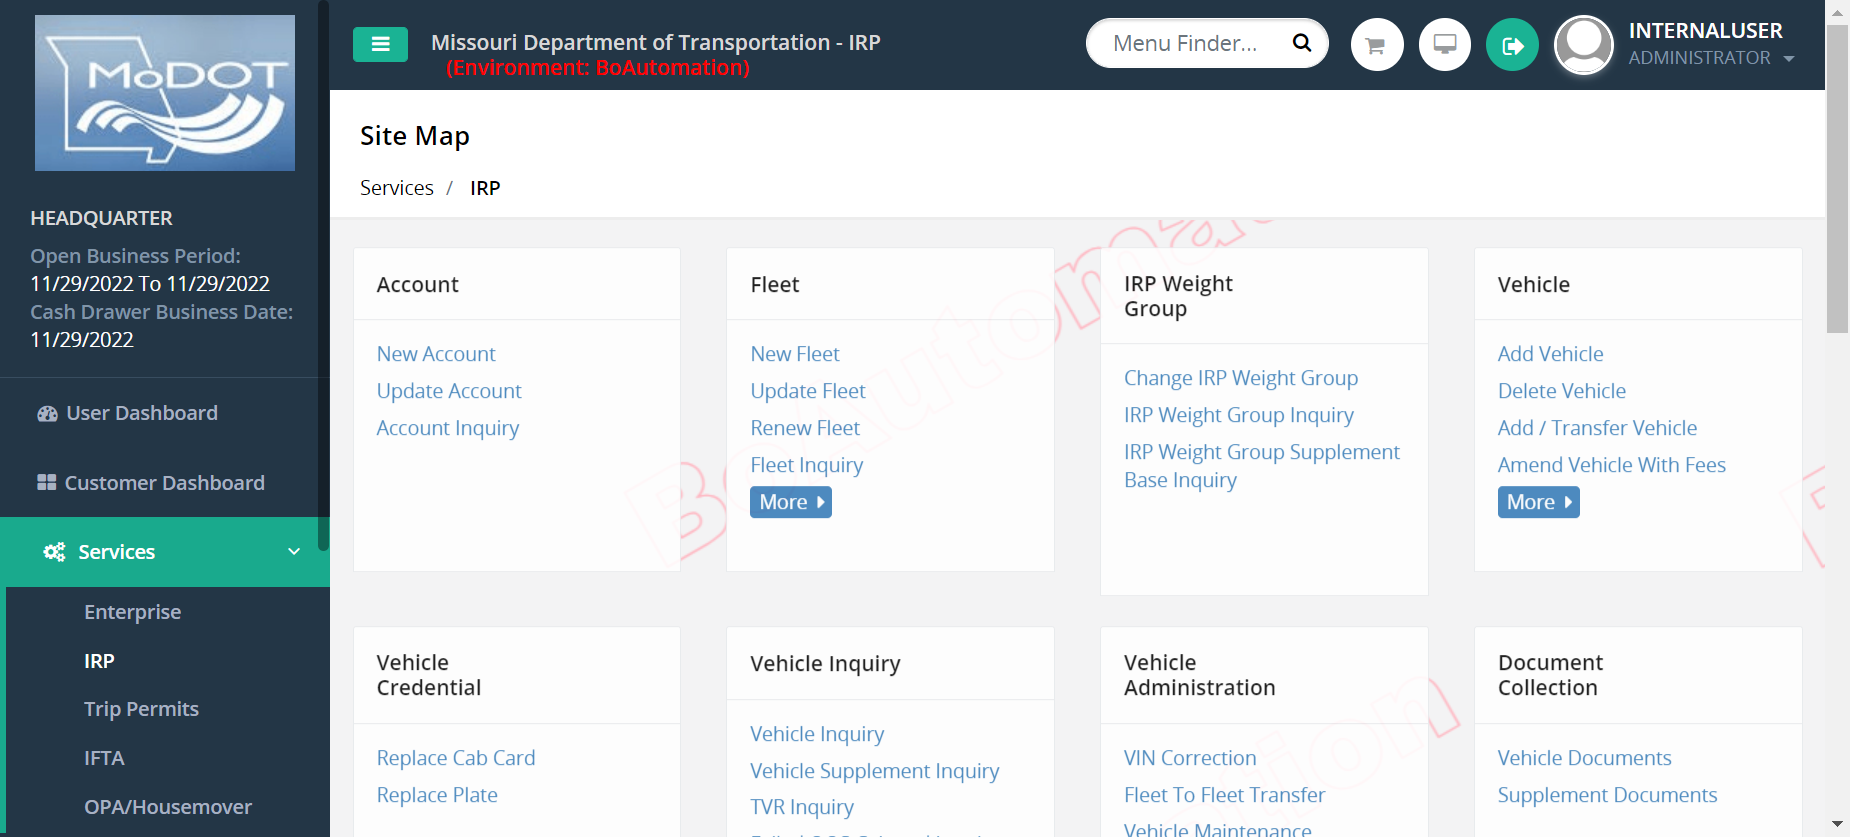 MoDOT
HEADQUARTER
Open Business Period:
11/29/2022 To 11/29/2022
Cash Drawer Business Date:
11/29/2022
User Dashboard
Customer Dashboard
Services
Enterprise
IRP
Trip Permits
IFTA
OPA/Housemover
Missouri Department of Transportation - IRP
(Environment: BoAutomation)
Menu Finder...
INTERNALUSER
ADMINISTRATOR
Site Map
Services / IRP
Account
New Account
Update Account
Account Inquiry
Fleet
New Fleet
Update Fleet
Renew Fleet
Fleet Inquiry
More
IRP Weight
Group
Change IRP Weight Group
IRP Weight Group Inquiry
IRP Weight Group Supplement
Base Inquiry
Vehicle
Add Vehicle
Delete Vehicle
Add / Transfer Vehicle
Amend Vehicle With Fees
More
Vehicle
Credential
Replace Cab Card
Replace Plate
Vehicle Inquiry
Vehicle Inquiry
Vehicle Supplement Inquiry
TVR Inquiry
Vehicle
Administration
VIN Correction
Fleet To Fleet Transfer
Vehicle Maintenance
Document
Collection
Vehicle Documents
Supplement Documents
BoAutomation